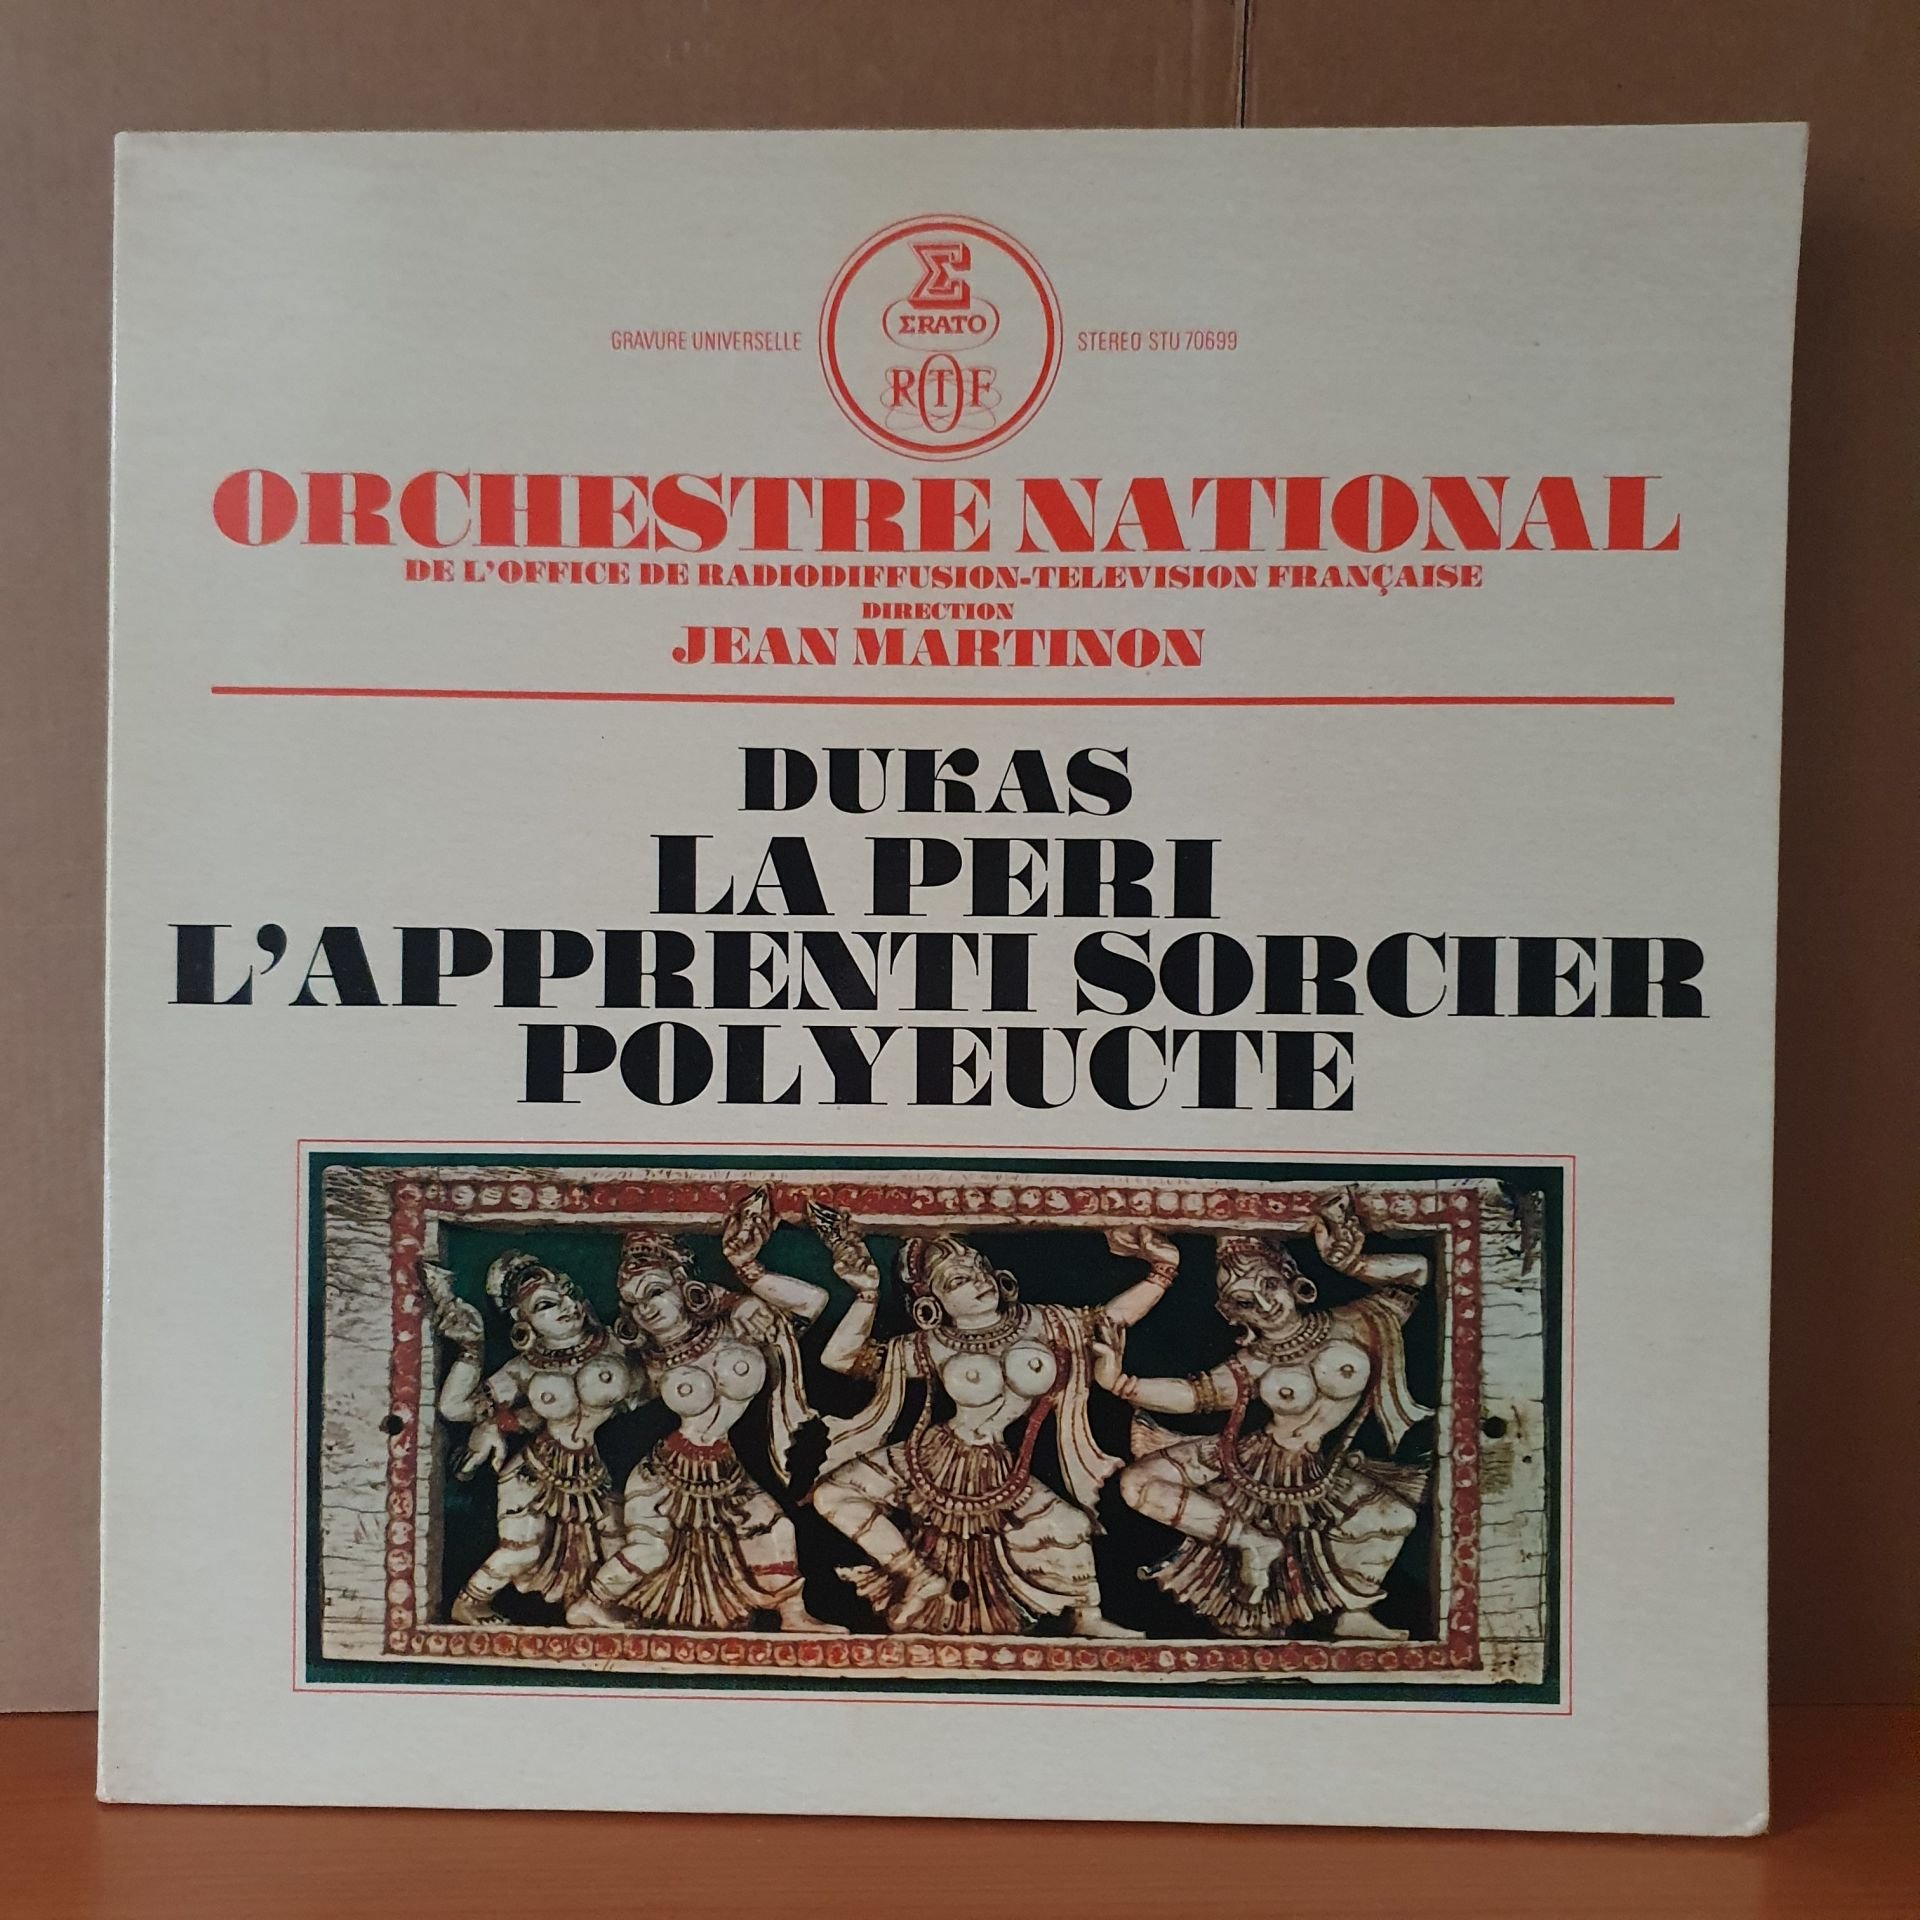 Σ
ΣRATO
GRAVURE UNIVERSELLE
STEREO STU 70699
ORTF
ORCHESTRE NATIONAL
DE L'OFFICE DE RADIODIFFUSION-TELEVISION FRANÇAISE
DIRECTION
JEAN MARTINON
DUKAS
LA PERI
L'APPRENTI SORCIER
POLYEUCTE